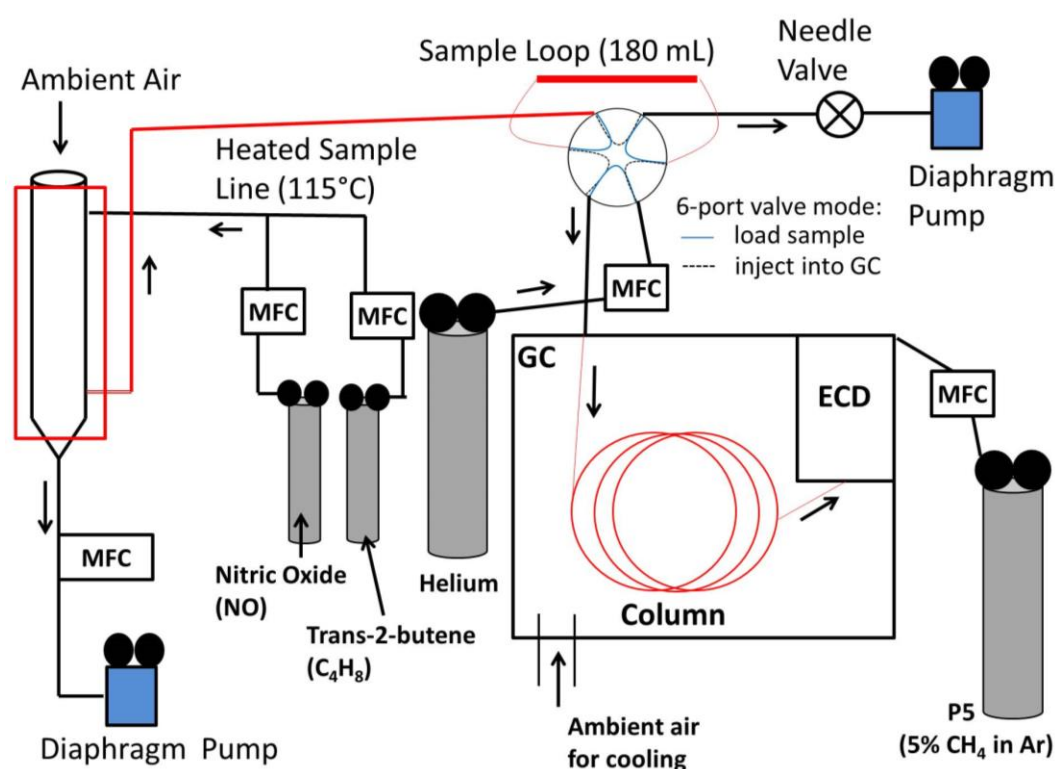 Sample Loop (180 mL)
Needle
Valve
Ambient Air
Heated Sample
Line (115°C)
Diaphragm
Pump
6-port valve mode:
load sample
inject into GC
MFC
MFC
MFC
GC
ECD
MFC
MFC
Nitric Oxide
(NO)
Helium
Trans-2-butene
(C₄H₈)
Column
Diaphragm Pump
Ambient air
for cooling
P5
(5% CH₄ in Ar)